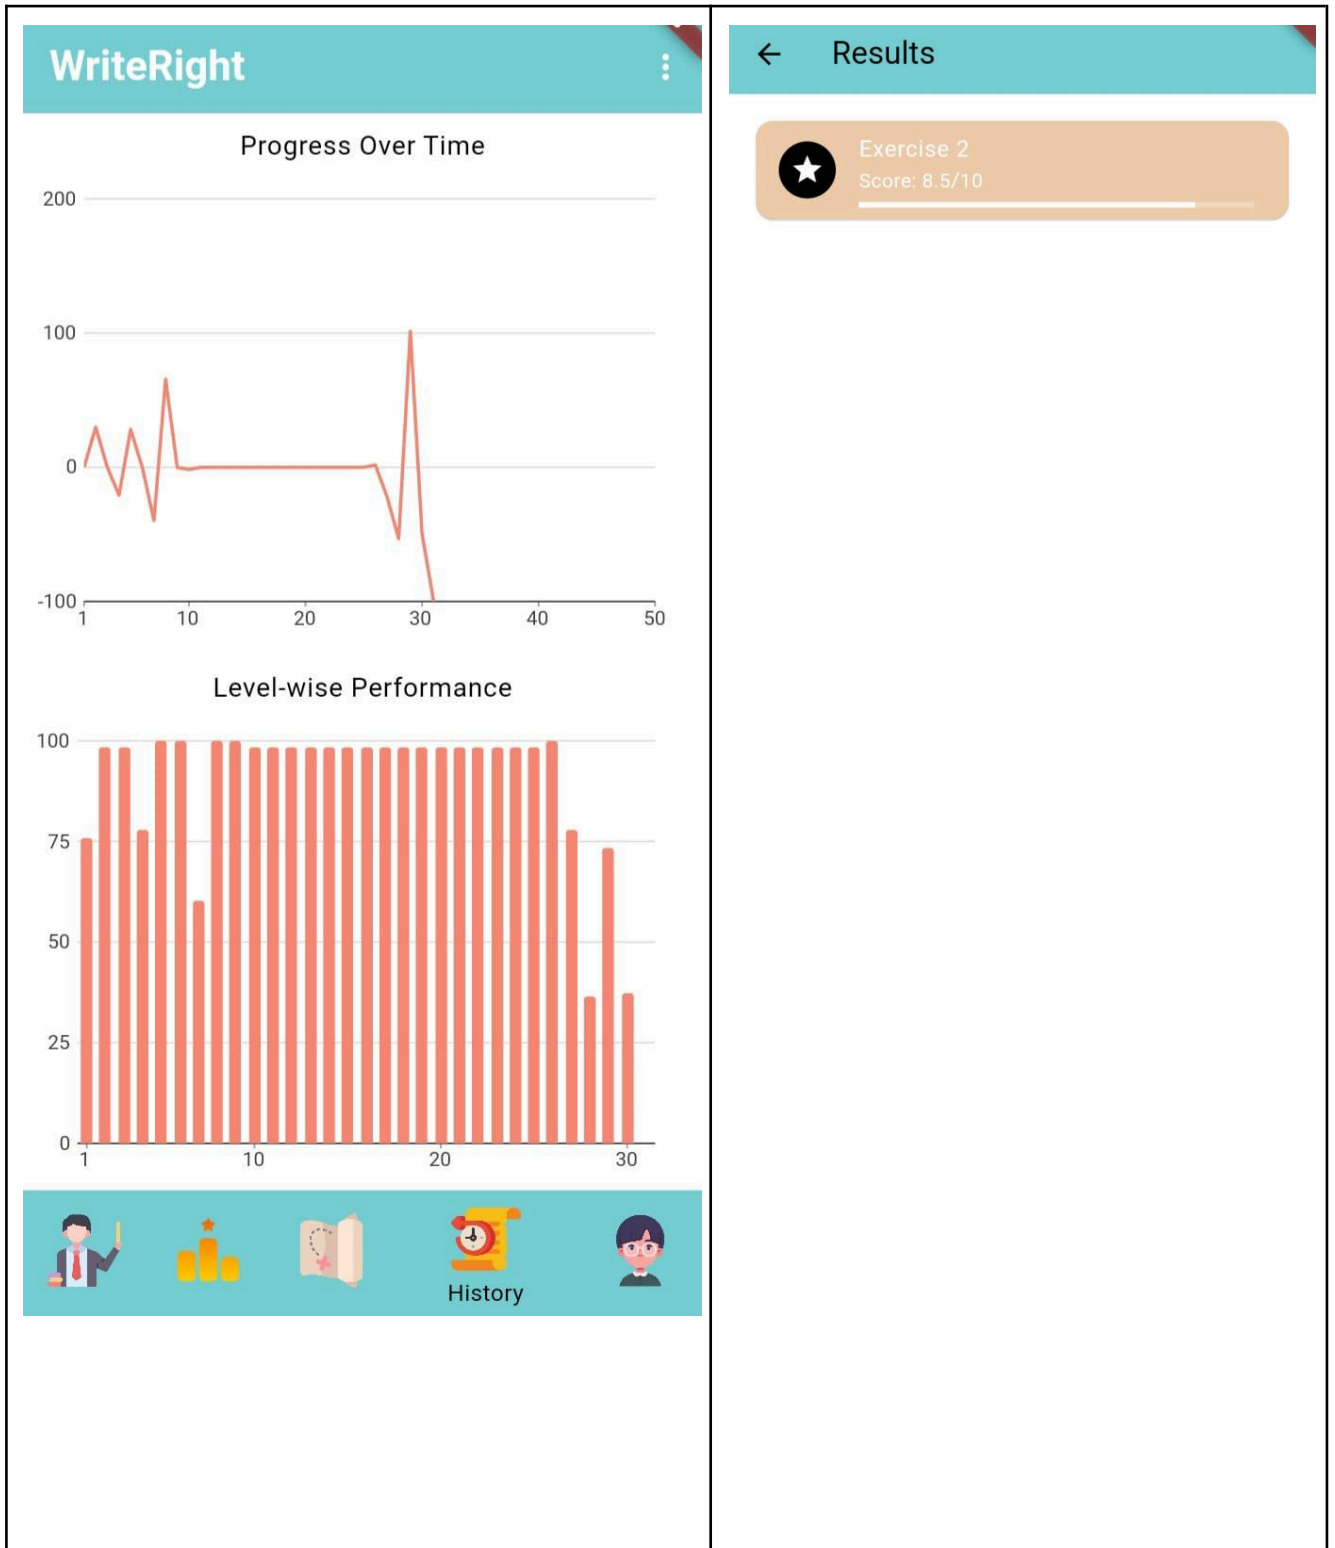 WriteRight
Progress Over Time
200
100
0
-100
1 10 20 30 40 50
Level-wise Performance
100
75
50
25
0
1 10 20 30
History
Results
Exercise 2
Score: 8.5/10